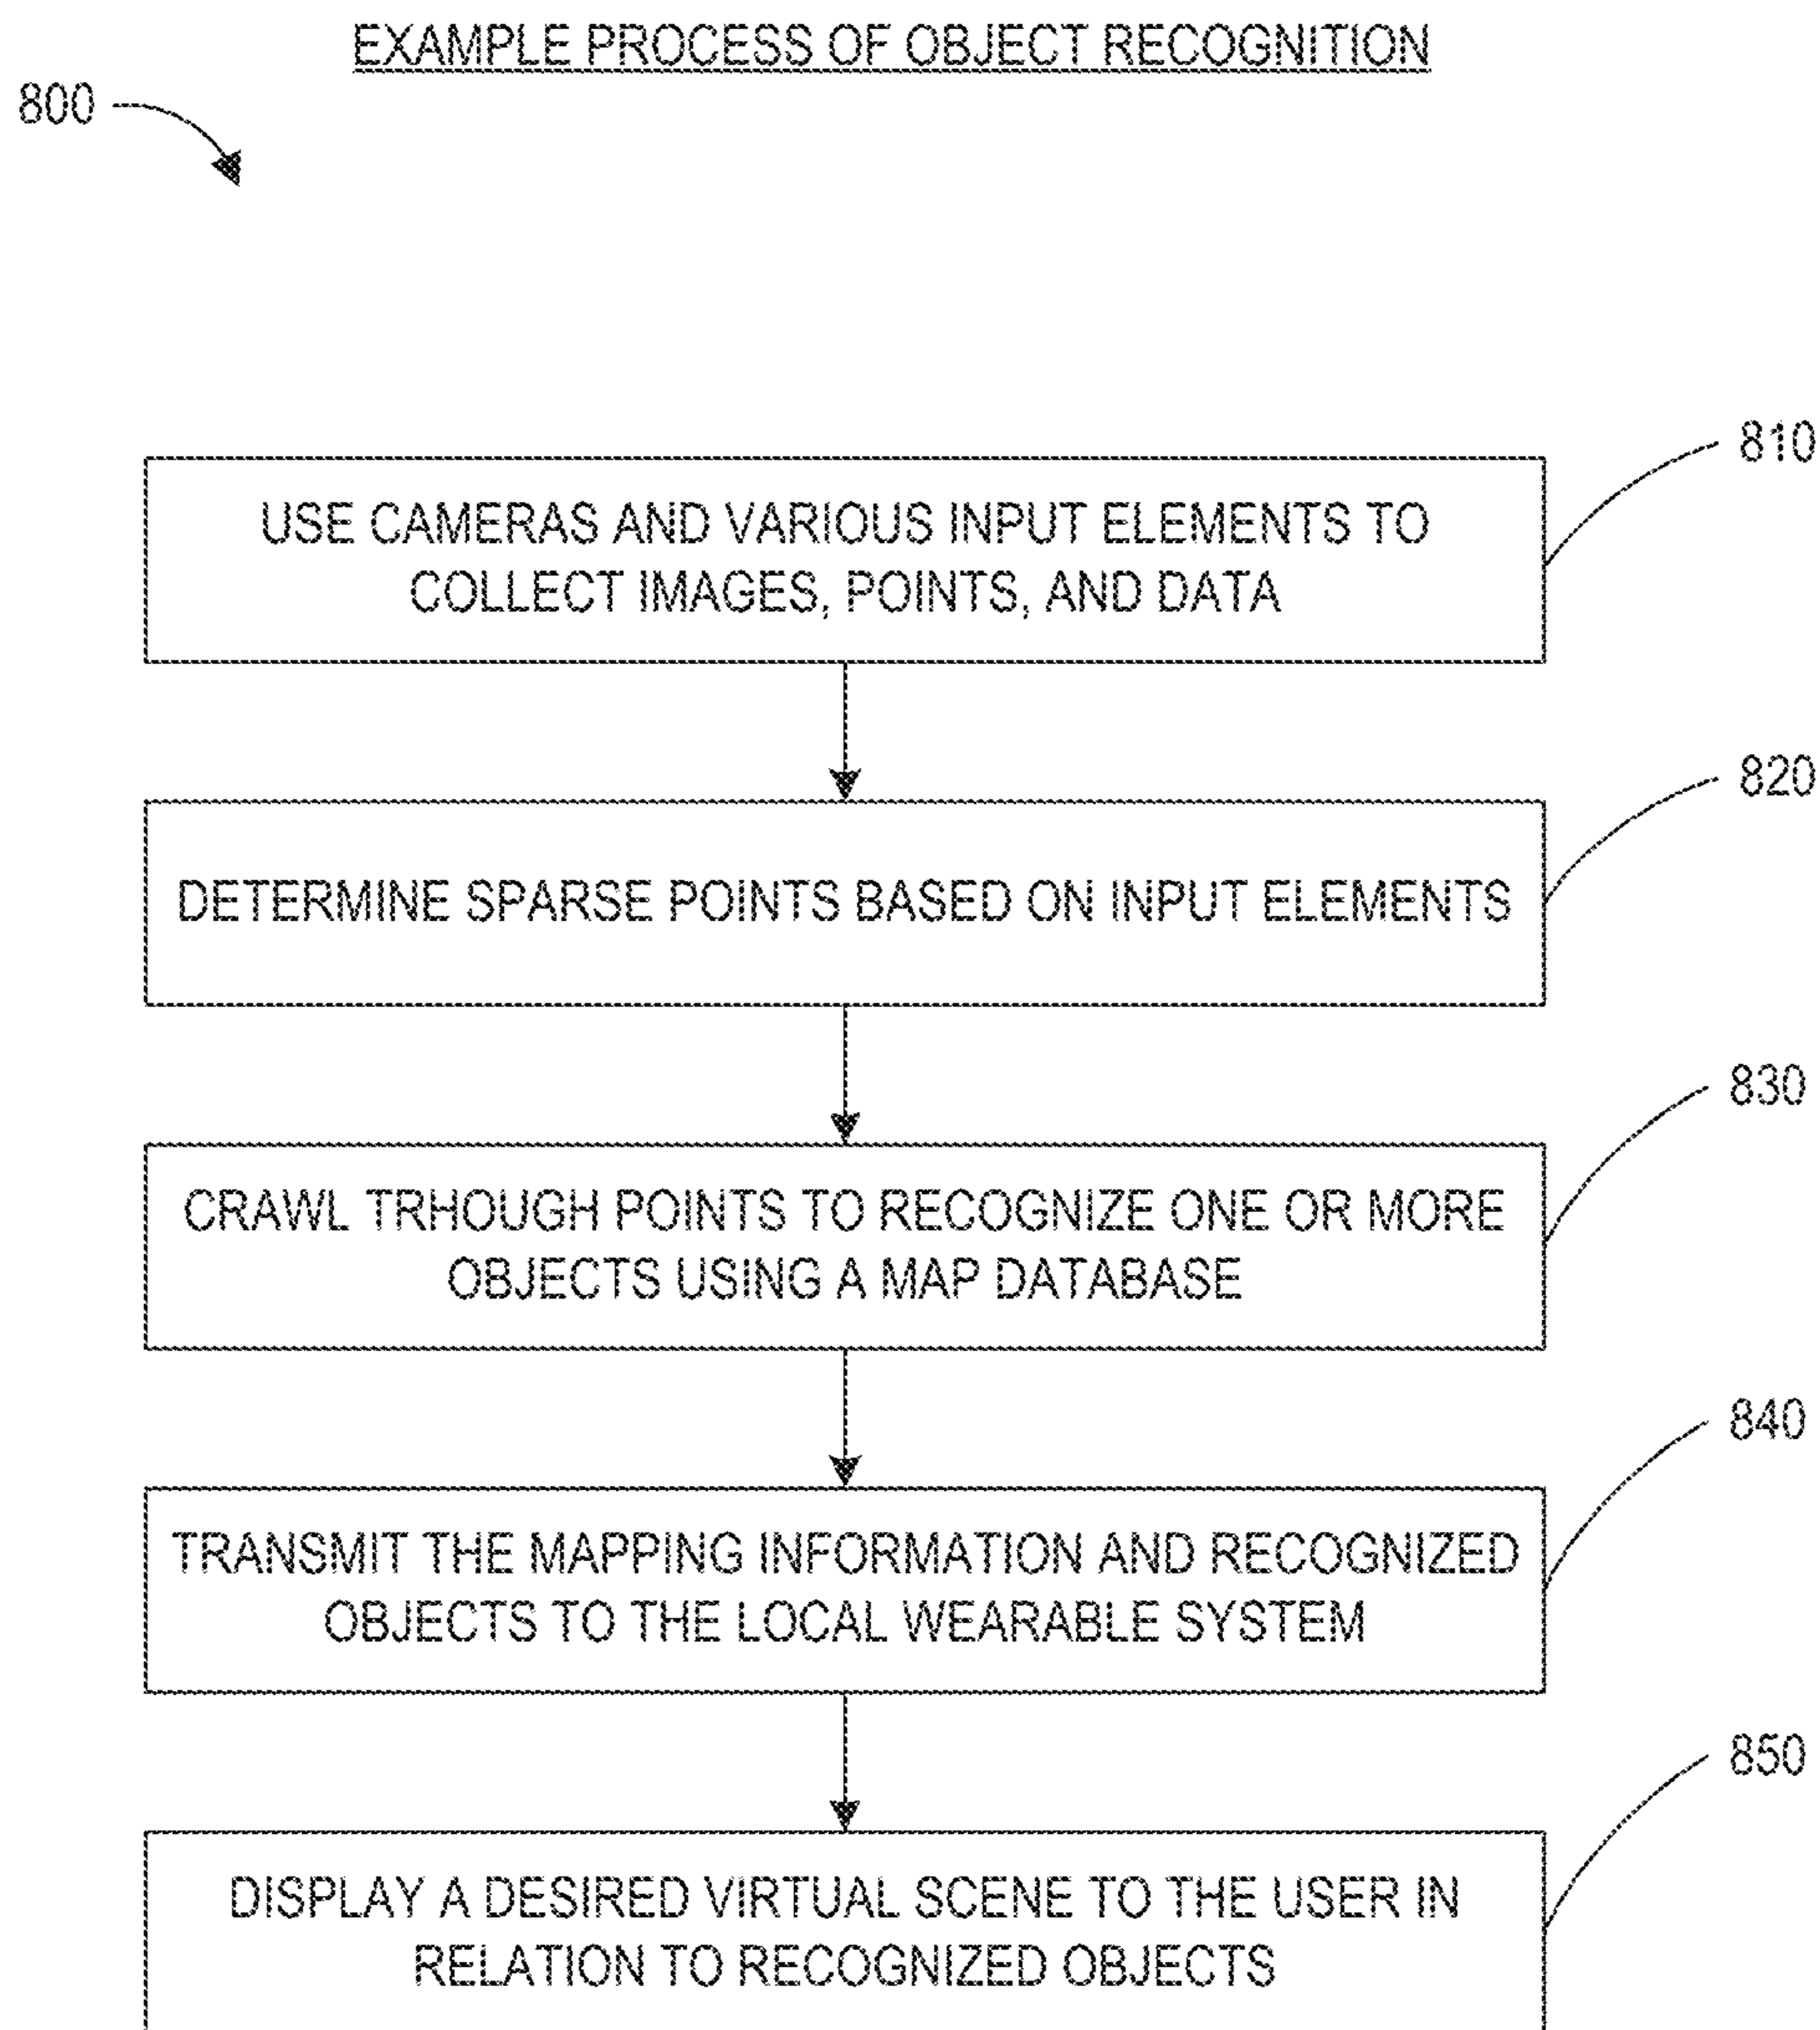 EXAMPLE PROCESS OF OBJECT RECOGNITION
800
810
USE CAMERAS AND VARIOUS INPUT ELEMENTS TO
COLLECT IMAGES, POINTS, AND DATA
820
DETERMINE SPARSE POINTS BASED ON INPUT ELEMENTS
830
CRAWL TRHOUGH POINTS TO RECOGNIZE ONE OR MORE
OBJECTS USING A MAP DATABASE
840
TRANSMIT THE MAPPING INFORMATION AND RECOGNIZED
OBJECTS TO THE LOCAL WEARABLE SYSTEM
850
DISPLAY A DESIRED VIRTUAL SCENE TO THE USER IN
RELATION TO RECOGNIZED OBJECTS